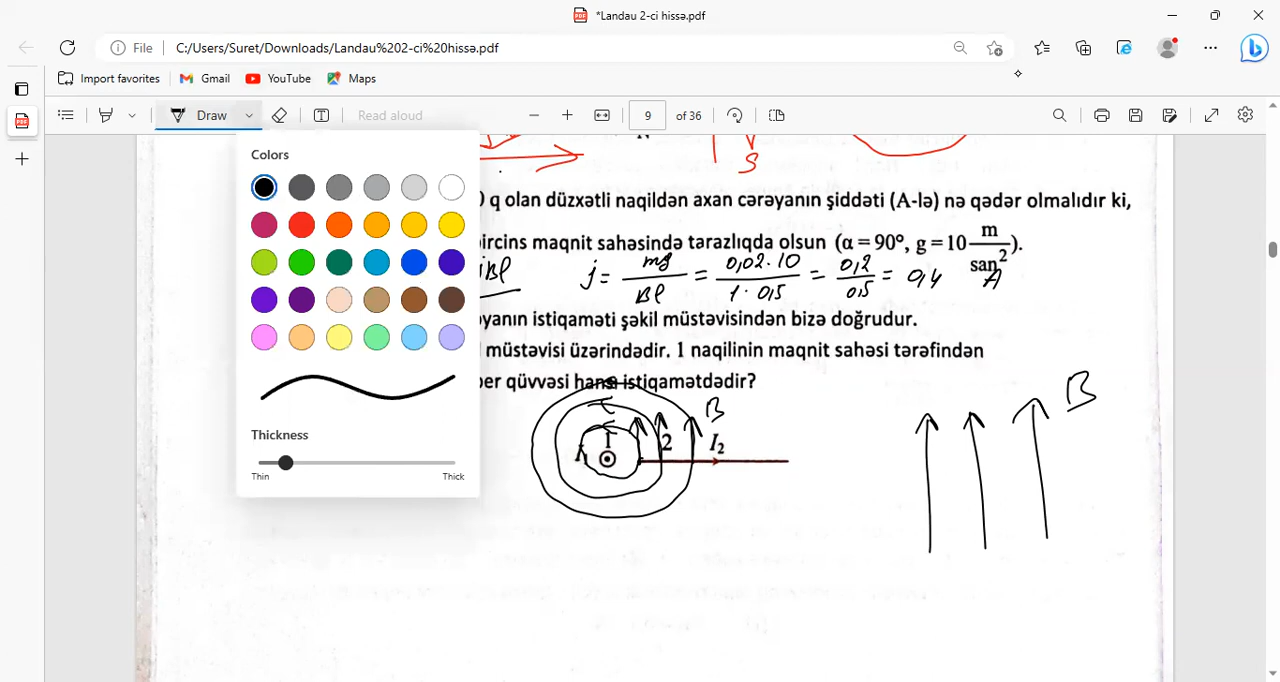 *Landau 2-ci hissə.pdf
File C:/Users/Suret/Downloads/Landau%202-ci%20hissə.pdf
Import favorites Gmail YouTube Maps
Draw Read aloud 9 of 36
S
Colors
q olan düzxətli naqildən axan cərəyanın şiddəti (A-lə) nə qədər olmalıdır ki,
bircins maqnit sahəsində tarazlıqda olsun (α = 90°, g = 10 m/san²).
Bl j = mg/Bl = 0,02·10/1·0,5 = 0,2/0,5 = 0,4 A
yanın istiqaməti şəkil müstəvisindən bizə doğrudur.
müstəvisi üzərindədir. 1 naqilinin maqnit sahəsi tərəfindən
per qüvvəsi hansı istiqamətdədir?
B
B
1 2 I₂
Thickness
Thin Thick